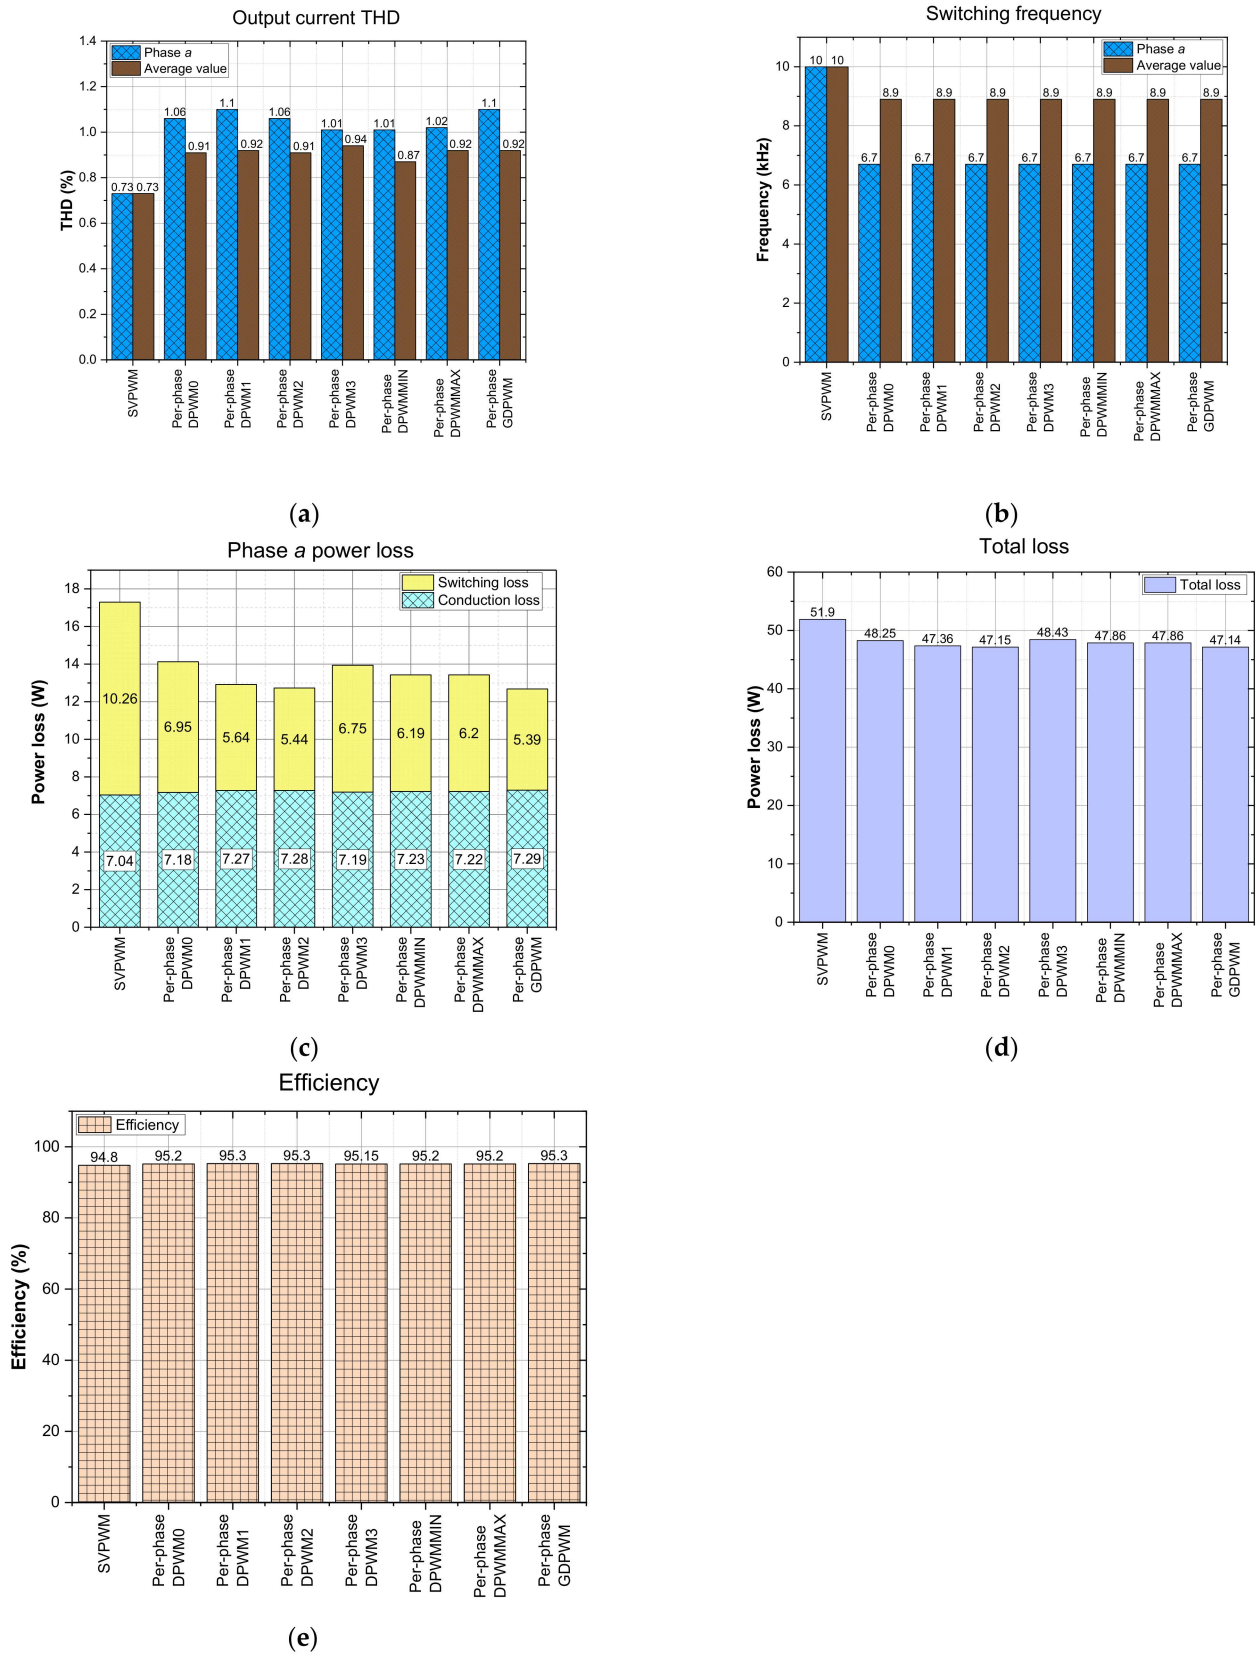 Output current THD
Phase a
Average value
THD (%)
1.4
1.2
1.0
0.8
0.6
0.4
0.2
0.0
0.73 0.73
1.06
0.91
1.1
0.92
1.06
0.91
1.01
0.94
1.01
0.87
1.02
0.92
1.1
0.92
SVPWM
Per-phase
DPWM0
Per-phase
DPWM1
Per-phase
DPWM2
Per-phase
DPWM3
Per-phase
DPWMMIN
Per-phase
DPWMMAX
Per-phase
GDPWM
(a)
Switching frequency
Phase a
Average value
Frequency (kHz)
10
8
6
4
2
0
10 10
6.7
8.9
6.7
8.9
6.7
8.9
6.7
8.9
6.7
8.9
6.7
8.9
6.7
8.9
SVPWM
Per-phase
DPWM0
Per-phase
DPWM1
Per-phase
DPWM2
Per-phase
DPWM3
Per-phase
DPWMMIN
Per-phase
DPWMMAX
Per-phase
GDPWM
(b)
Phase a power loss
Switching loss
Conduction loss
Power loss (W)
18
16
14
12
10
8
6
4
2
0
10.26
6.95
5.64
5.44
6.75
6.19
6.2
5.39
7.04
7.18
7.27
7.28
7.19
7.23
7.22
7.29
SVPWM
Per-phase
DPWM0
Per-phase
DPWM1
Per-phase
DPWM2
Per-phase
DPWM3
Per-phase
DPWMMIN
Per-phase
DPWMMAX
Per-phase
GDPWM
(c)
Total loss
Total loss
Power loss (W)
60
50
40
30
20
10
0
51.9
48.25
47.36
47.15
48.43
47.86
47.86
47.14
SVPWM
Per-phase
DPWM0
Per-phase
DPWM1
Per-phase
DPWM2
Per-phase
DPWM3
Per-phase
DPWMMIN
Per-phase
DPWMMAX
Per-phase
GDPWM
(d)
Efficiency
Efficiency
Efficiency (%)
100
80
60
40
20
0
94.8
95.2
95.3
95.3
95.15
95.2
95.2
95.3
SVPWM
Per-phase
DPWM0
Per-phase
DPWM1
Per-phase
DPWM2
Per-phase
DPWM3
Per-phase
DPWMMIN
Per-phase
DPWMMAX
Per-phase
GDPWM
(e)